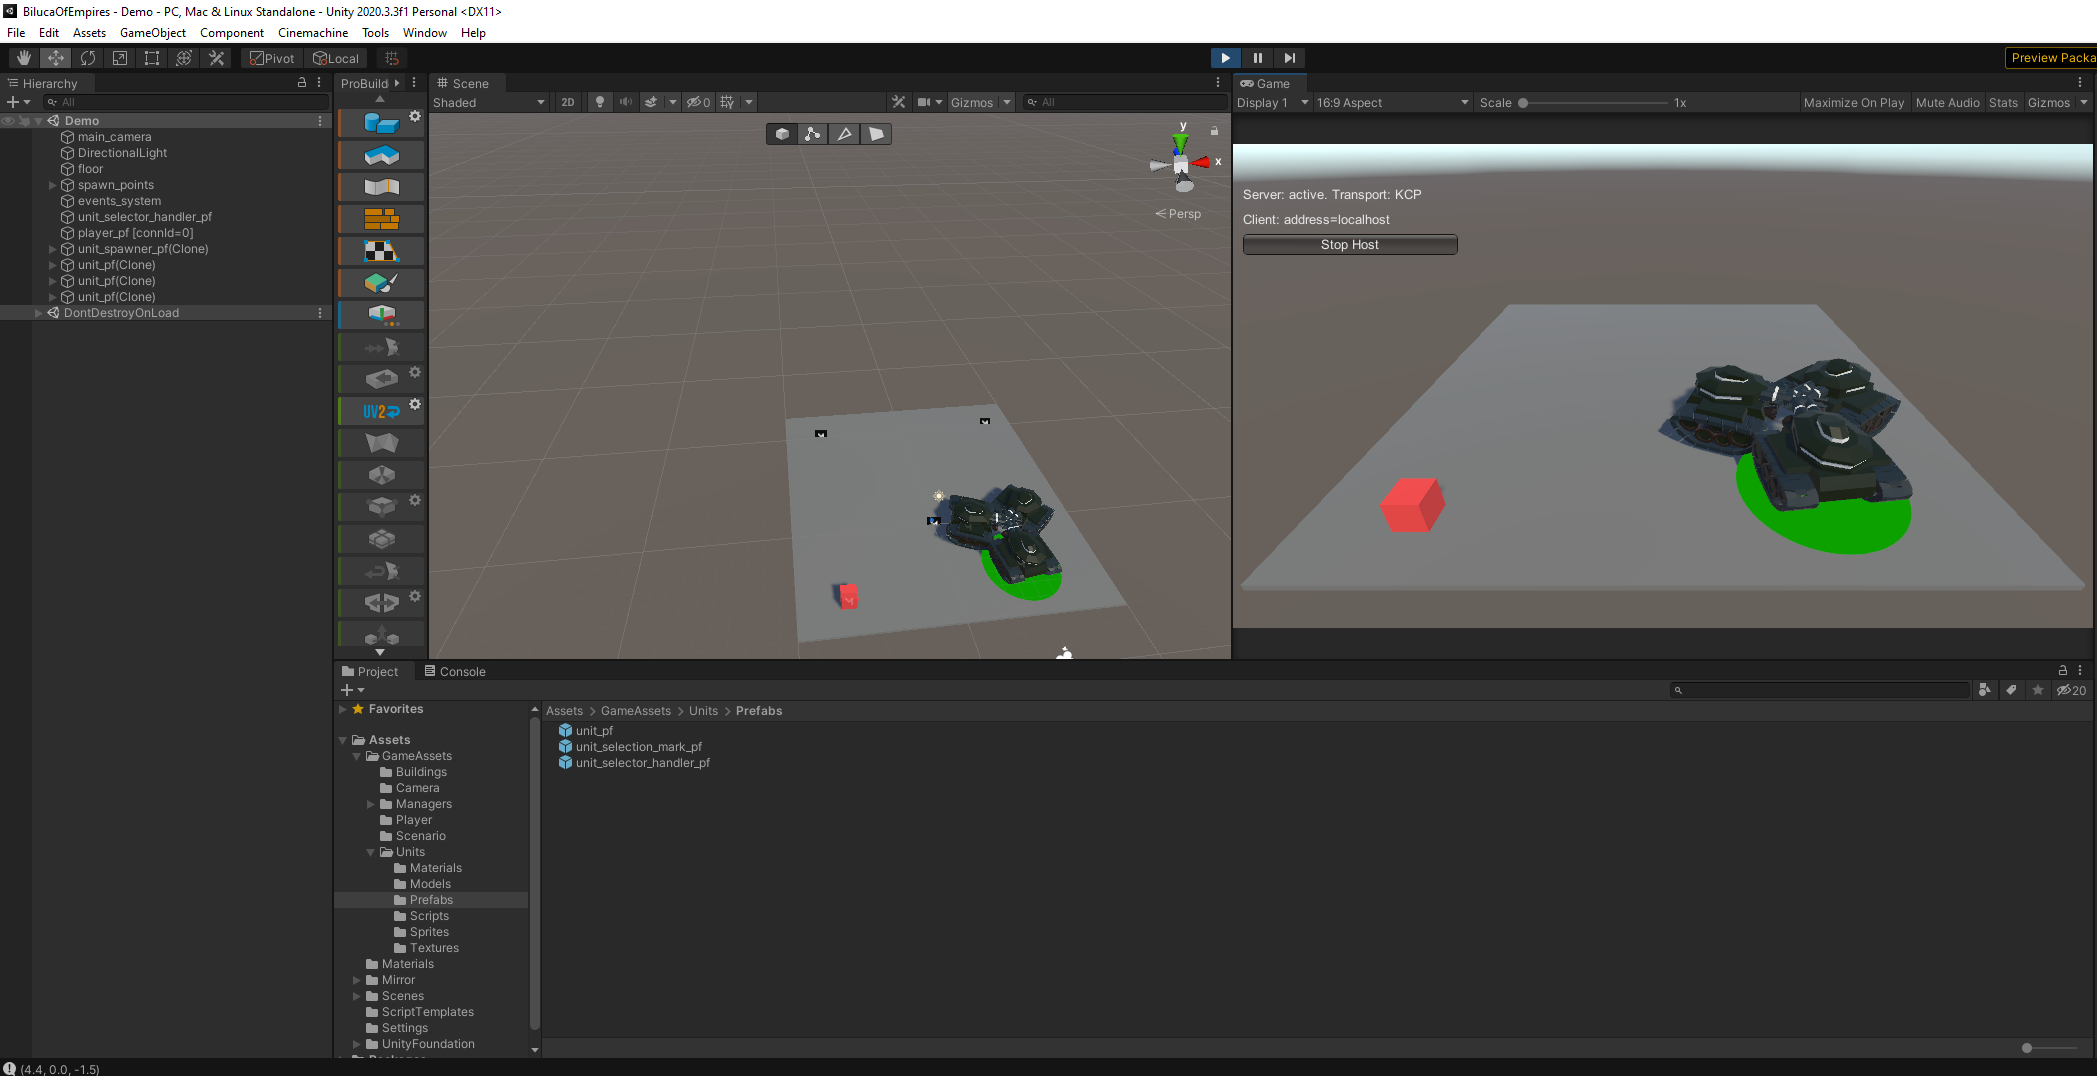 BilucaOfEmpires - Demo - PC, Mac & Linux Standalone - Unity 2020.3.3f1 Personal <DX11>
File Edit Assets GameObject Component Cinemachine Tools Window Help
Pivot Local Preview Packa
Hierarchy
All
Demo
main_camera
DirectionalLight
floor
spawn_points
events_system
unit_selector_handler_pf
player_pf [connId=0]
unit_spawner_pf(Clone)
unit_pf(Clone)
unit_pf(Clone)
unit_pf(Clone)
DontDestroyOnLoad
ProBuild
UV2
Scene
Shaded 2D 0 Gizmos All
y
x
Persp
Game
Display 1 16:9 Aspect Scale 1x Maximize On Play Mute Audio Stats Gizmos
Server: active. Transport: KCP
Client: address=localhost
Stop Host
Project Console
20
Favorites
Assets
GameAssets
Buildings
Camera
Managers
Player
Scenario
Units
Materials
Models
Prefabs
Scripts
Sprites
Textures
Materials
Mirror
Scenes
ScriptTemplates
Settings
UnityFoundation
Assets > GameAssets > Units > Prefabs
unit_pf
unit_selection_mark_pf
unit_selector_handler_pf
(4.4, 0.0, -1.5)